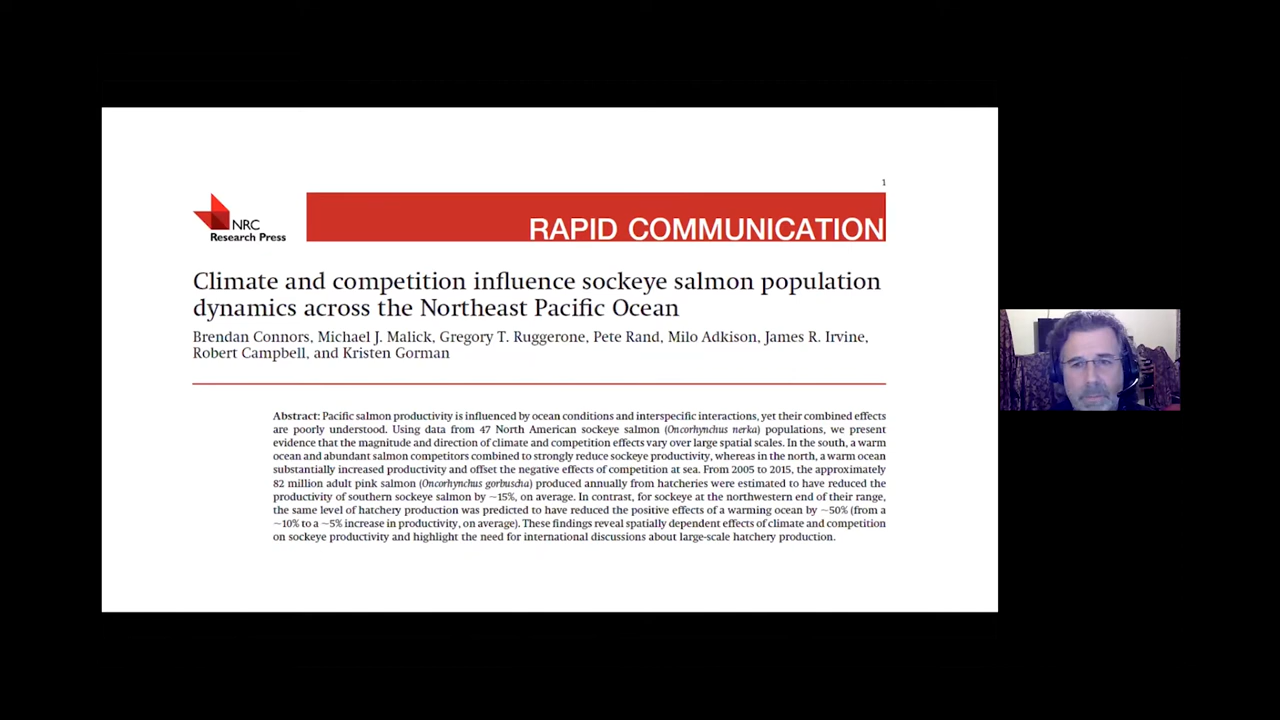 1
NRC
Research Press
RAPID COMMUNICATION
Climate and competition influence sockeye salmon population
dynamics across the Northeast Pacific Ocean
Brendan Connors, Michael J. Malick, Gregory T. Ruggerone, Pete Rand, Milo Adkison, James R. Irvine,
Robert Campbell, and Kristen Gorman
Abstract: Pacific salmon productivity is influenced by ocean conditions and interspecific interactions, yet their combined effects
are poorly understood. Using data from 47 North American sockeye salmon (Oncorhynchus nerka) populations, we present
evidence that the magnitude and direction of climate and competition effects vary over large spatial scales. In the south, a warm
ocean and abundant salmon competitors combined to strongly reduce sockeye productivity, whereas in the north, a warm ocean
substantially increased productivity and offset the negative effects of competition at sea. From 2005 to 2015, the approximately
82 million adult pink salmon (Oncorhynchus gorbuscha) produced annually from hatcheries were estimated to have reduced the
productivity of southern sockeye salmon by ~15%, on average. In contrast, for sockeye at the northwestern end of their range,
the same level of hatchery production was predicted to have reduced the positive effects of a warming ocean by ~50% (from a
~10% to a ~5% increase in productivity, on average). These findings reveal spatially dependent effects of climate and competition
on sockeye productivity and highlight the need for international discussions about large-scale hatchery production.